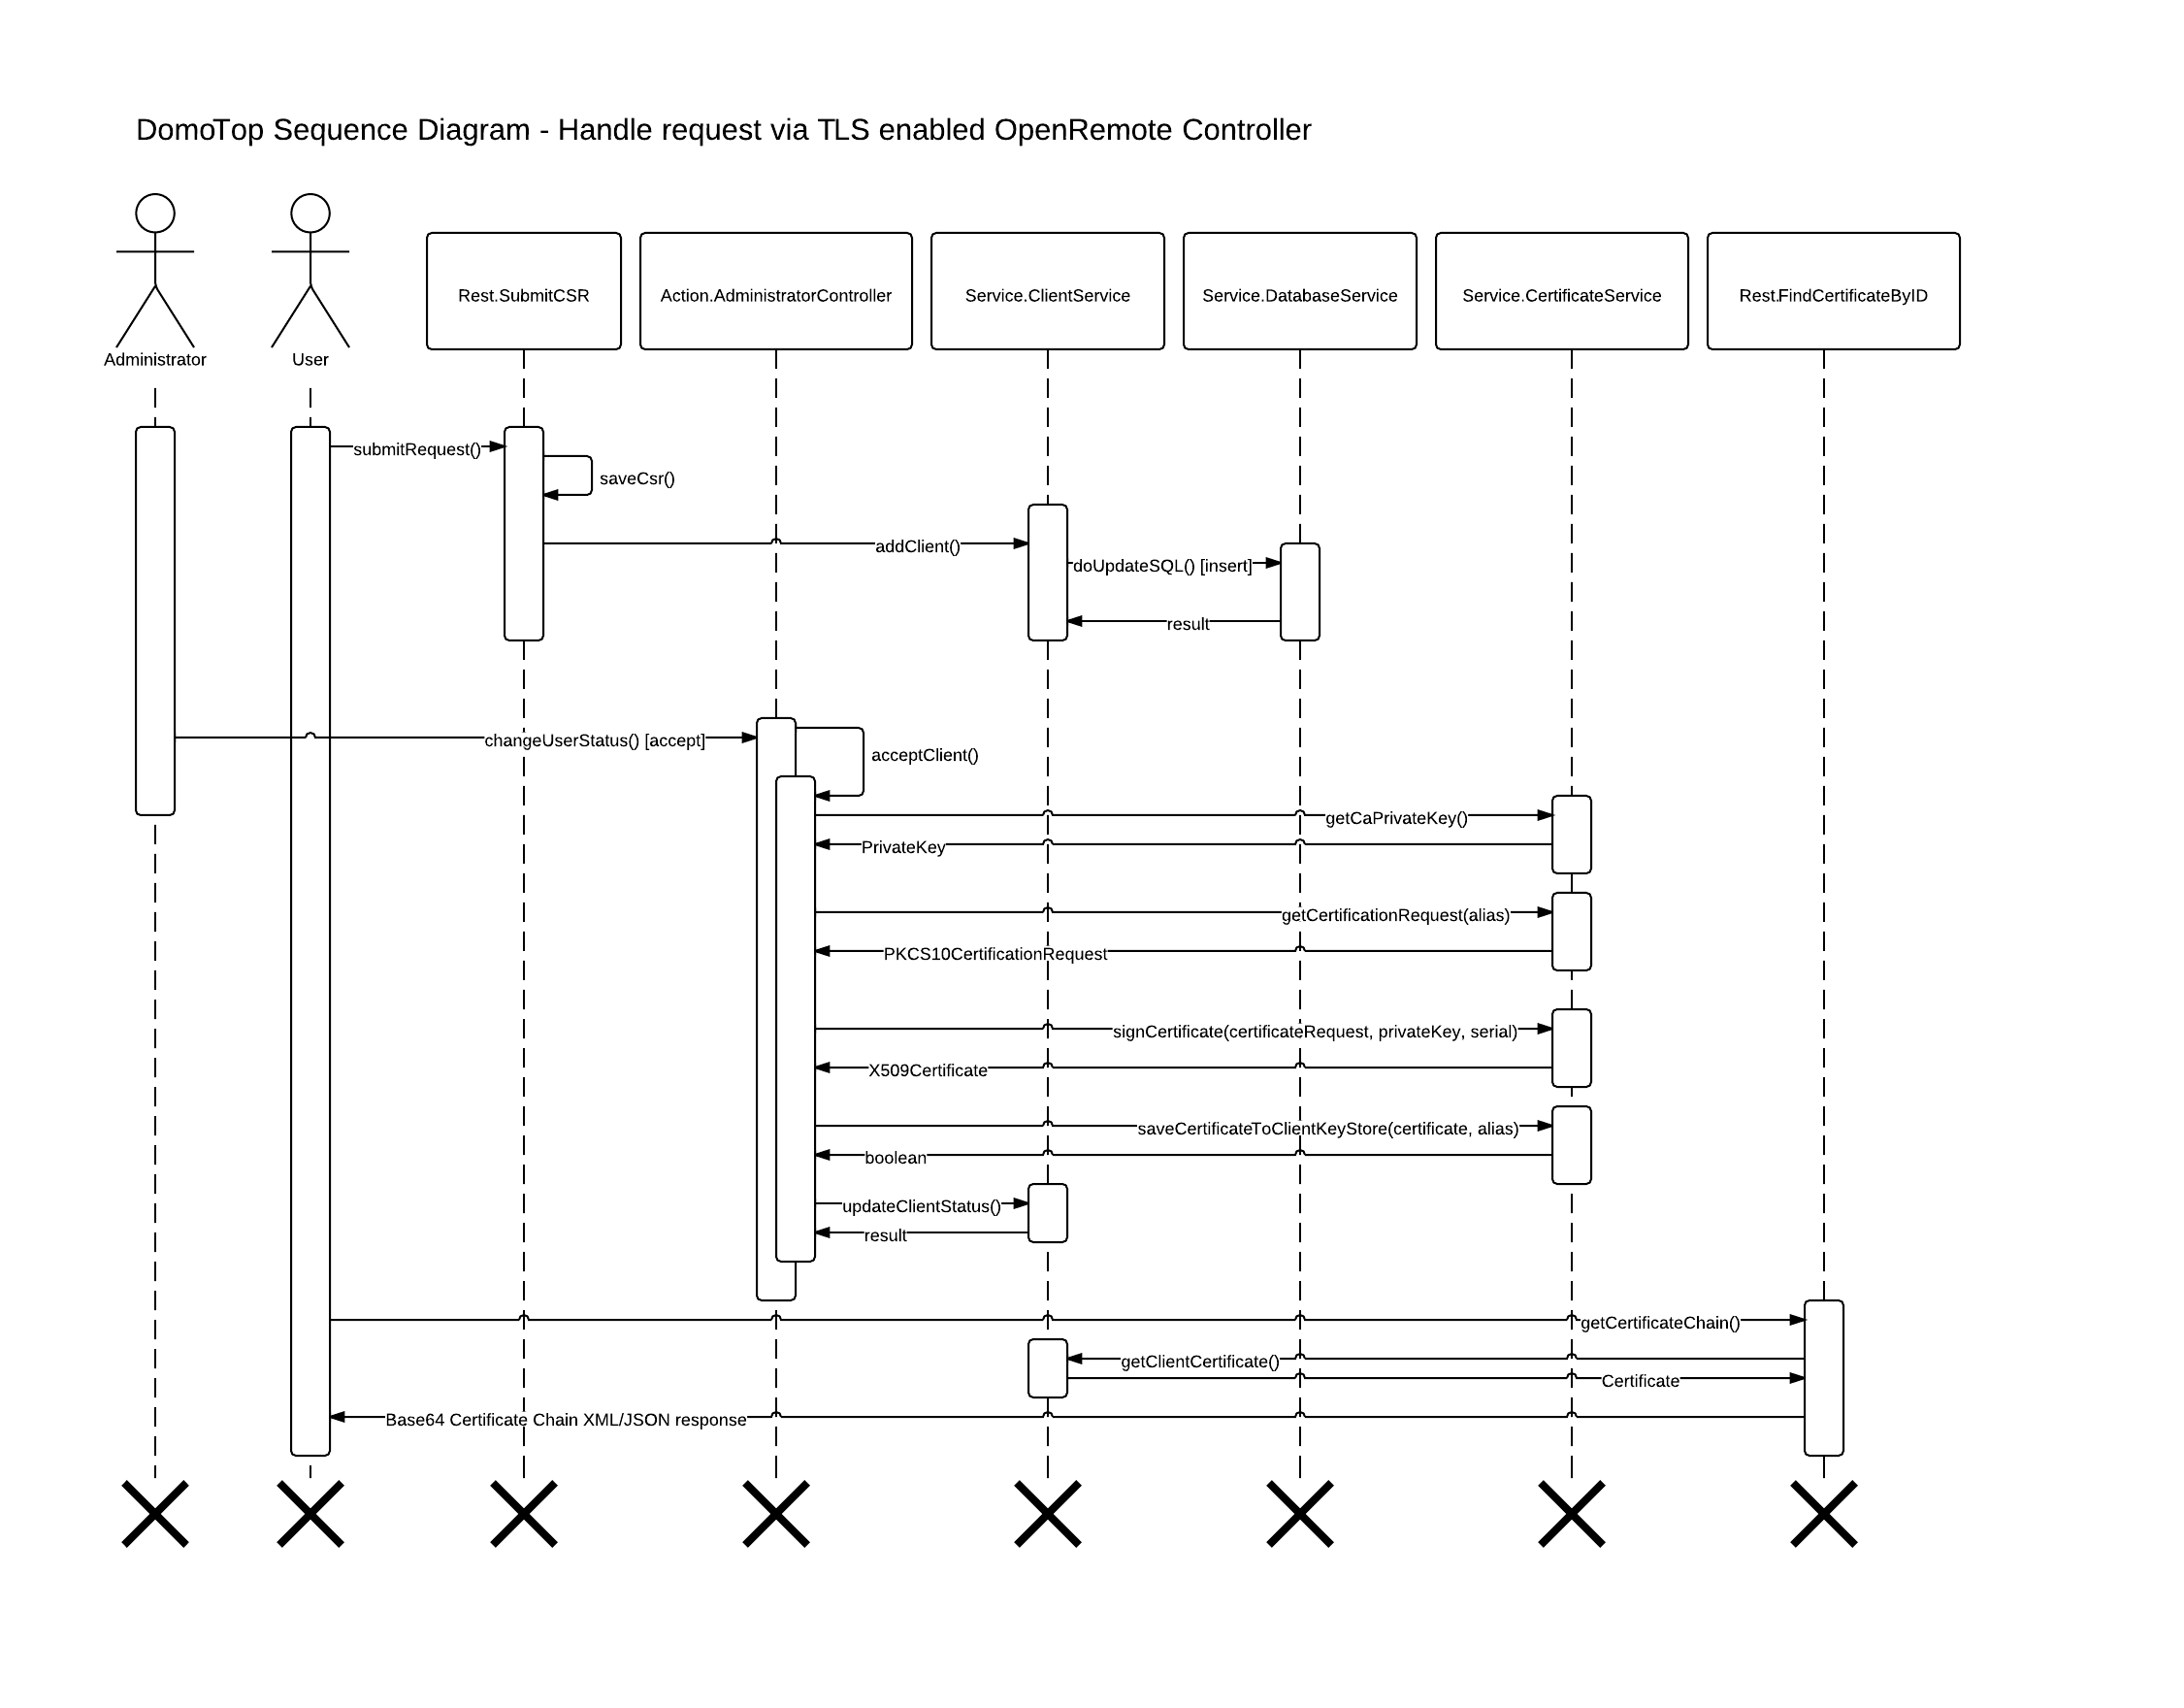 DomoTop Sequence Diagram - Handle request via TLS enabled OpenRemote Controller
Rest.SubmitCSR
Action.AdministratorController
Service.ClientService
Service.DatabaseService
Service.CertificateService
Rest.FindCertificateByID
Administrator
User
submitRequest()
saveCsr()
addClient()
doUpdateSQL() [insert]
result
changeUserStatus() [accept]
acceptClient()
getCaPrivateKey()
PrivateKey
getCertificationRequest(alias)
PKCS10CertificationRequest
signCertificate(certificateRequest, privateKey, serial)
X509Certificate
saveCertificateToClientKeyStore(certificate, alias)
boolean
updateClientStatus()
result
getCertificateChain()
getClientCertificate()
Certificate
Base64 Certificate Chain XML/JSON response